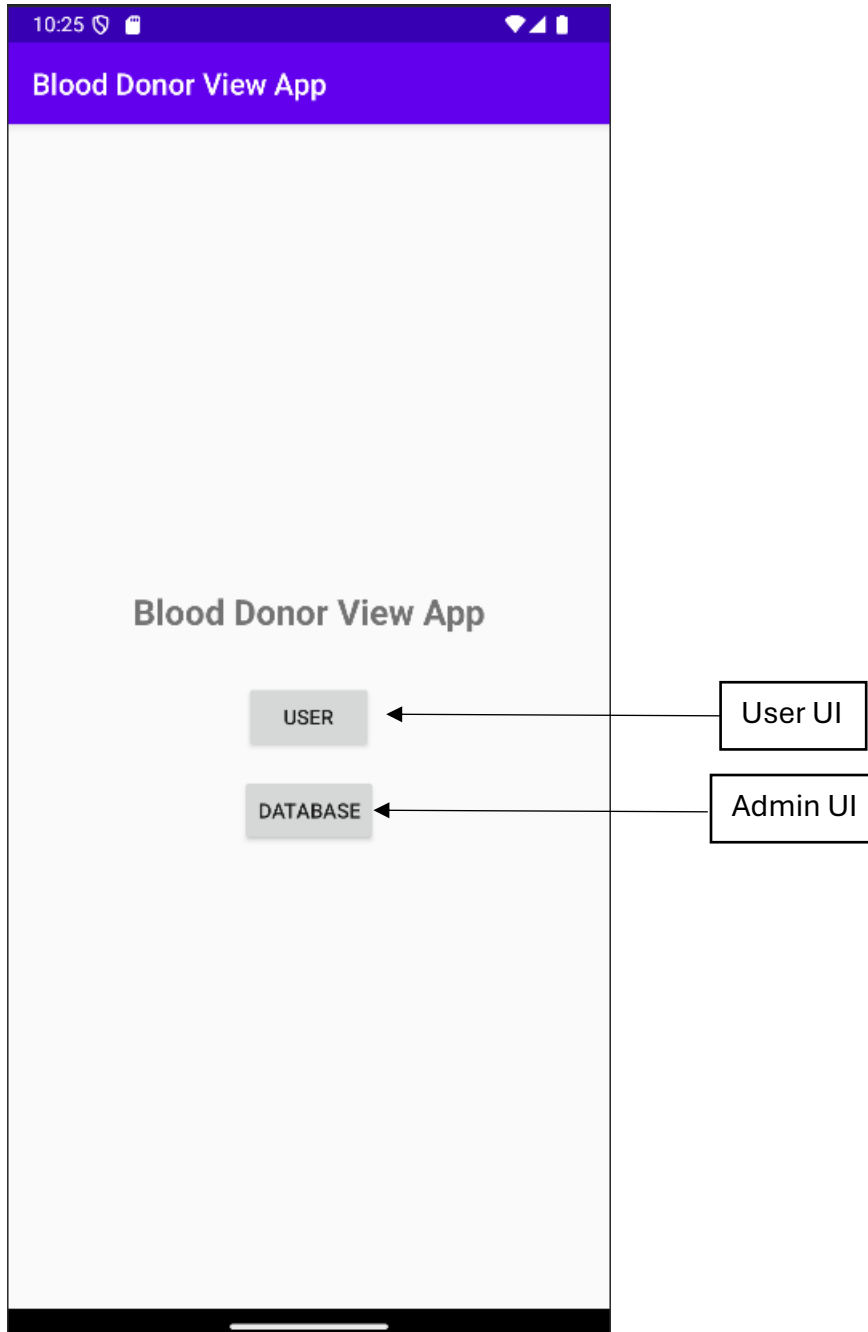 10:25
Blood Donor View App
Blood Donor View App
USER
User UI
DATABASE
Admin UI